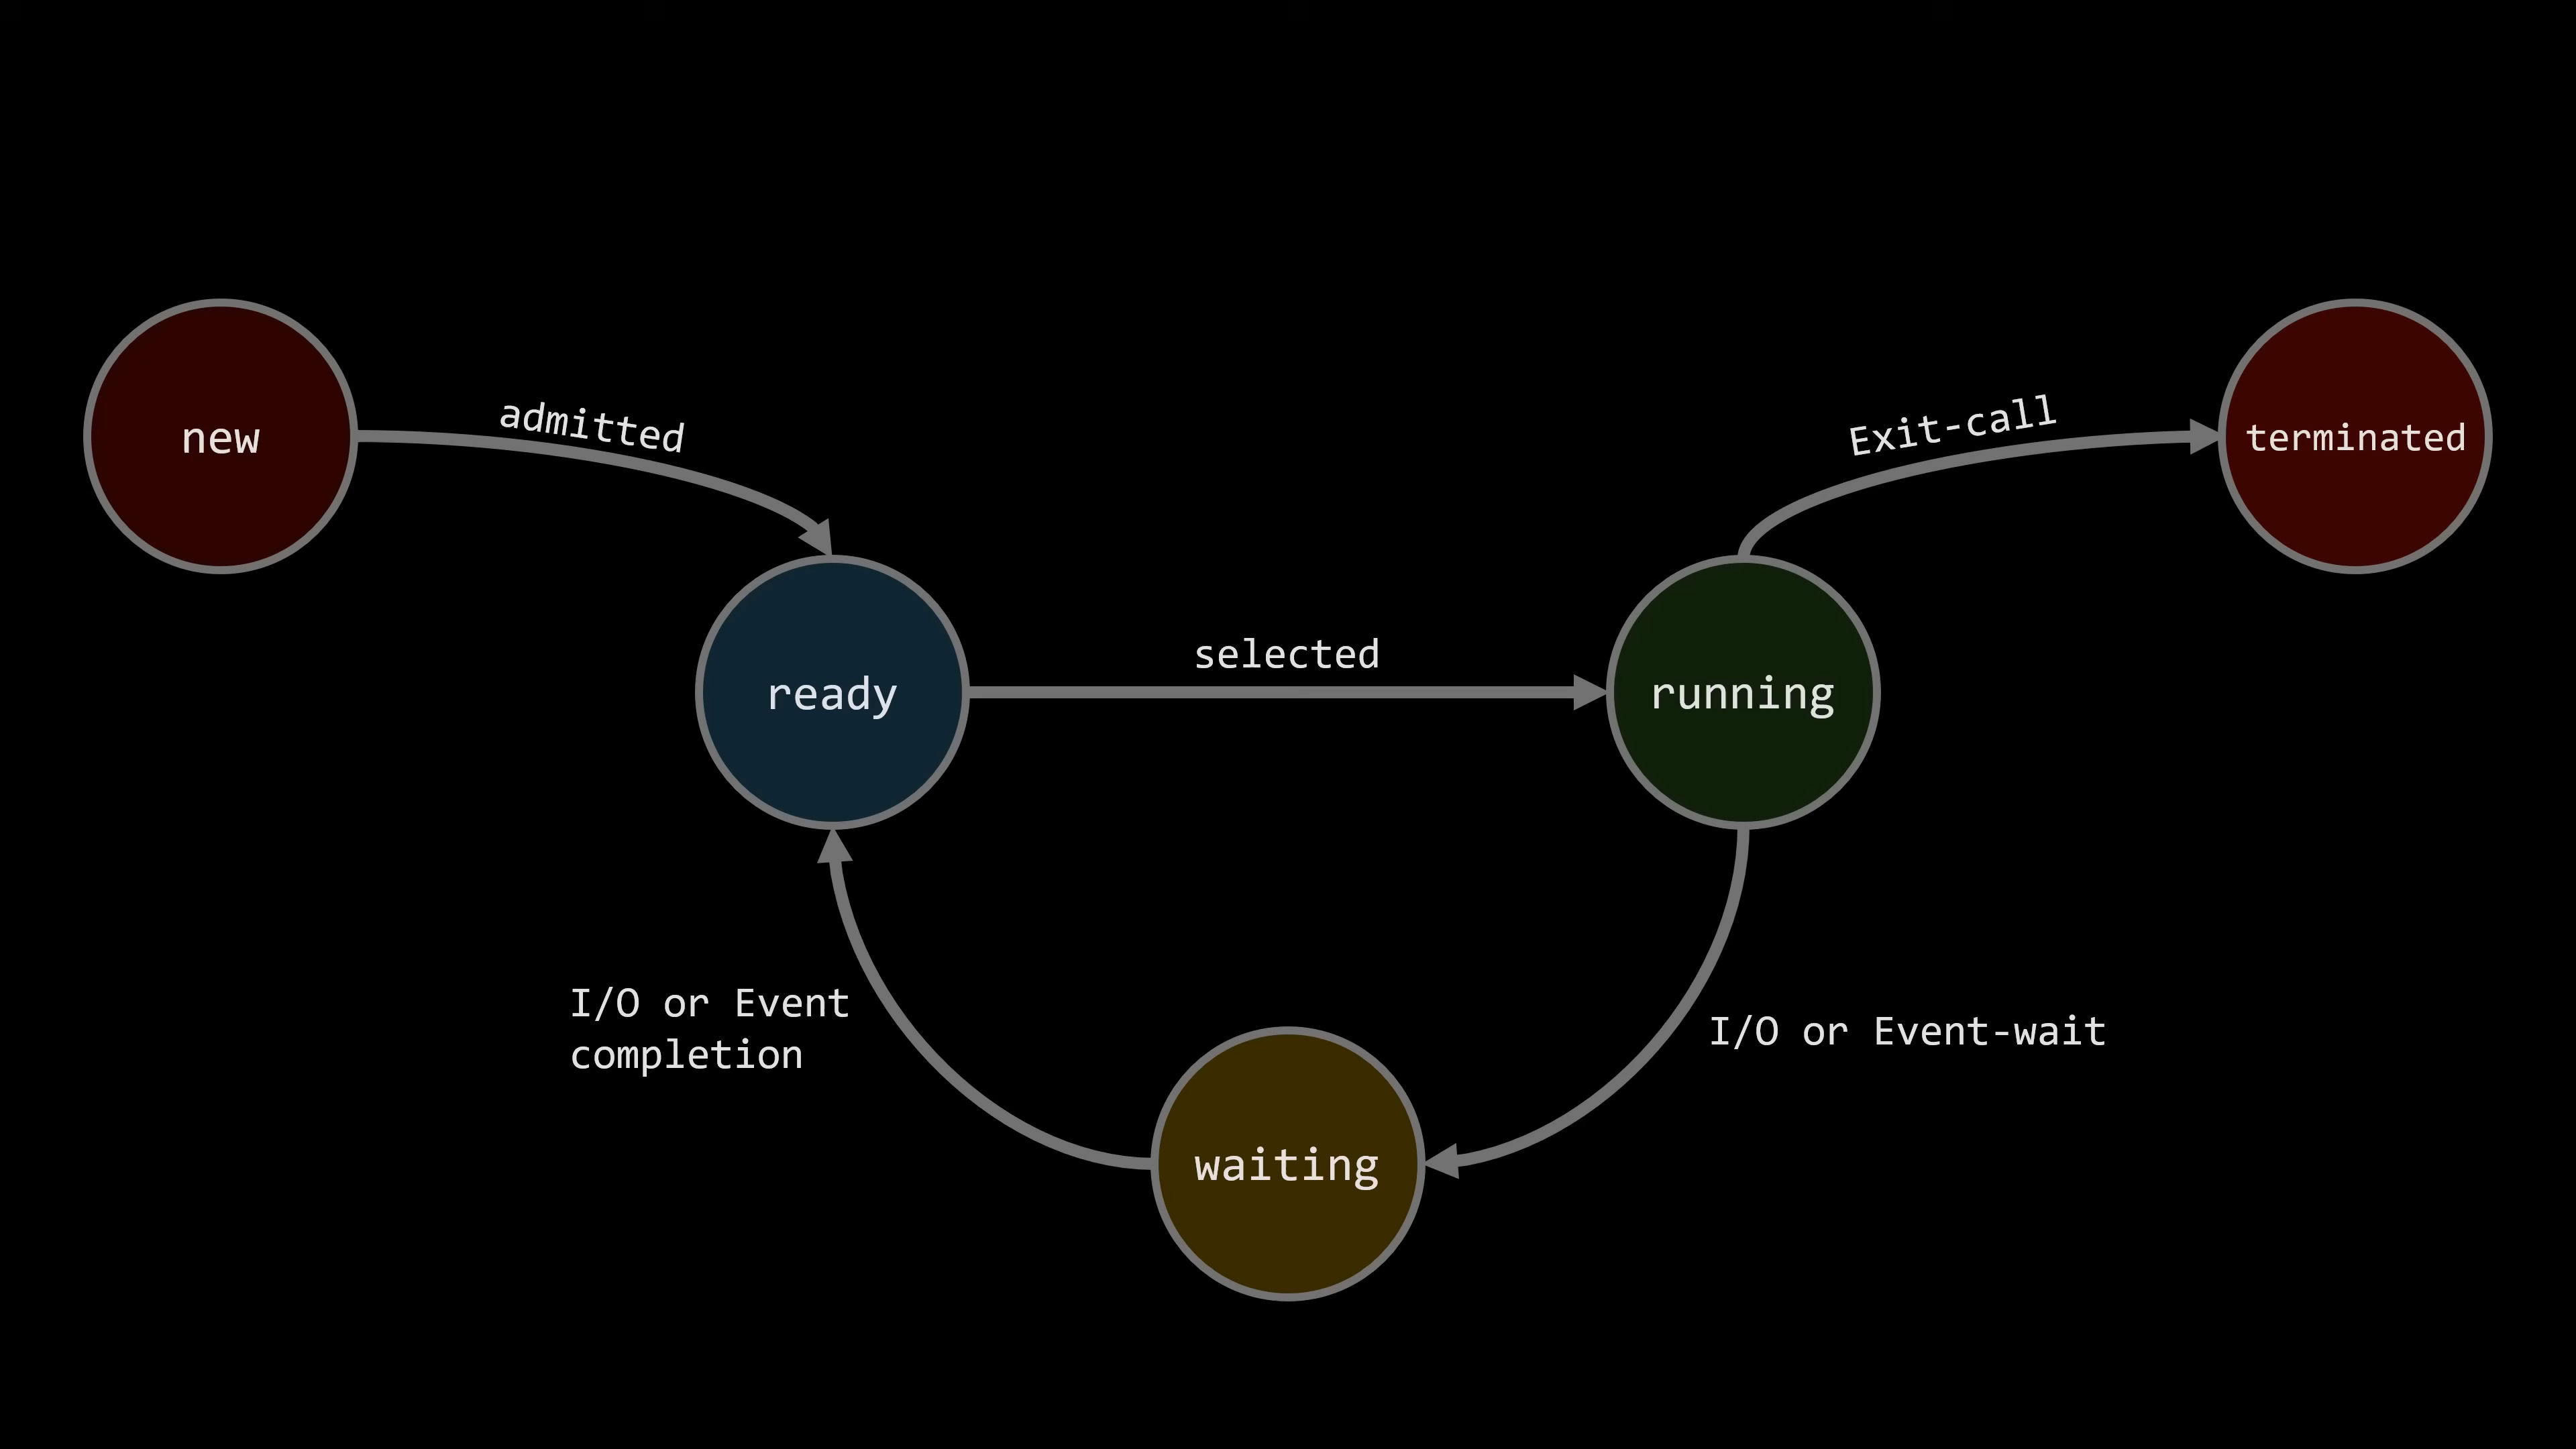 new
admitted
Exit-call
terminated
ready
selected
running
I/O or Event
completion
I/O or Event-wait
waiting